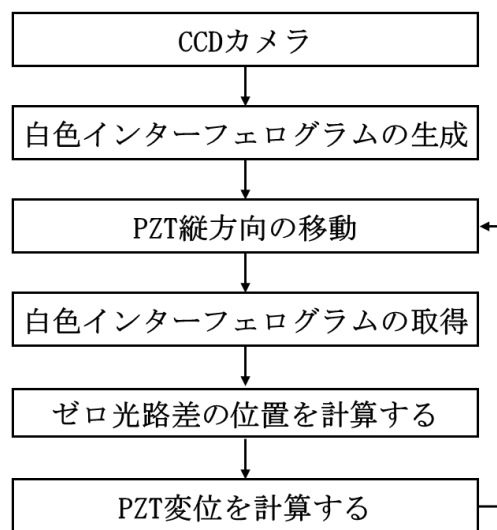 CCDカメラ
白色インターフェログラムの生成
PZT縦方向の移動
白色インターフェログラムの取得
ゼロ光路差の位置を計算する
PZT変位を計算する